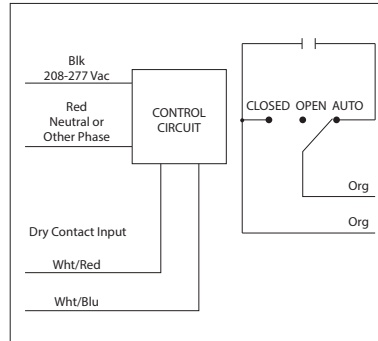 Blk
208-277 Vac
Red
Neutral or
Other Phase
CONTROL
CIRCUIT
CLOSED OPEN AUTO
Org
Org
Dry Contact Input
Wht/Red
Wht/Blu